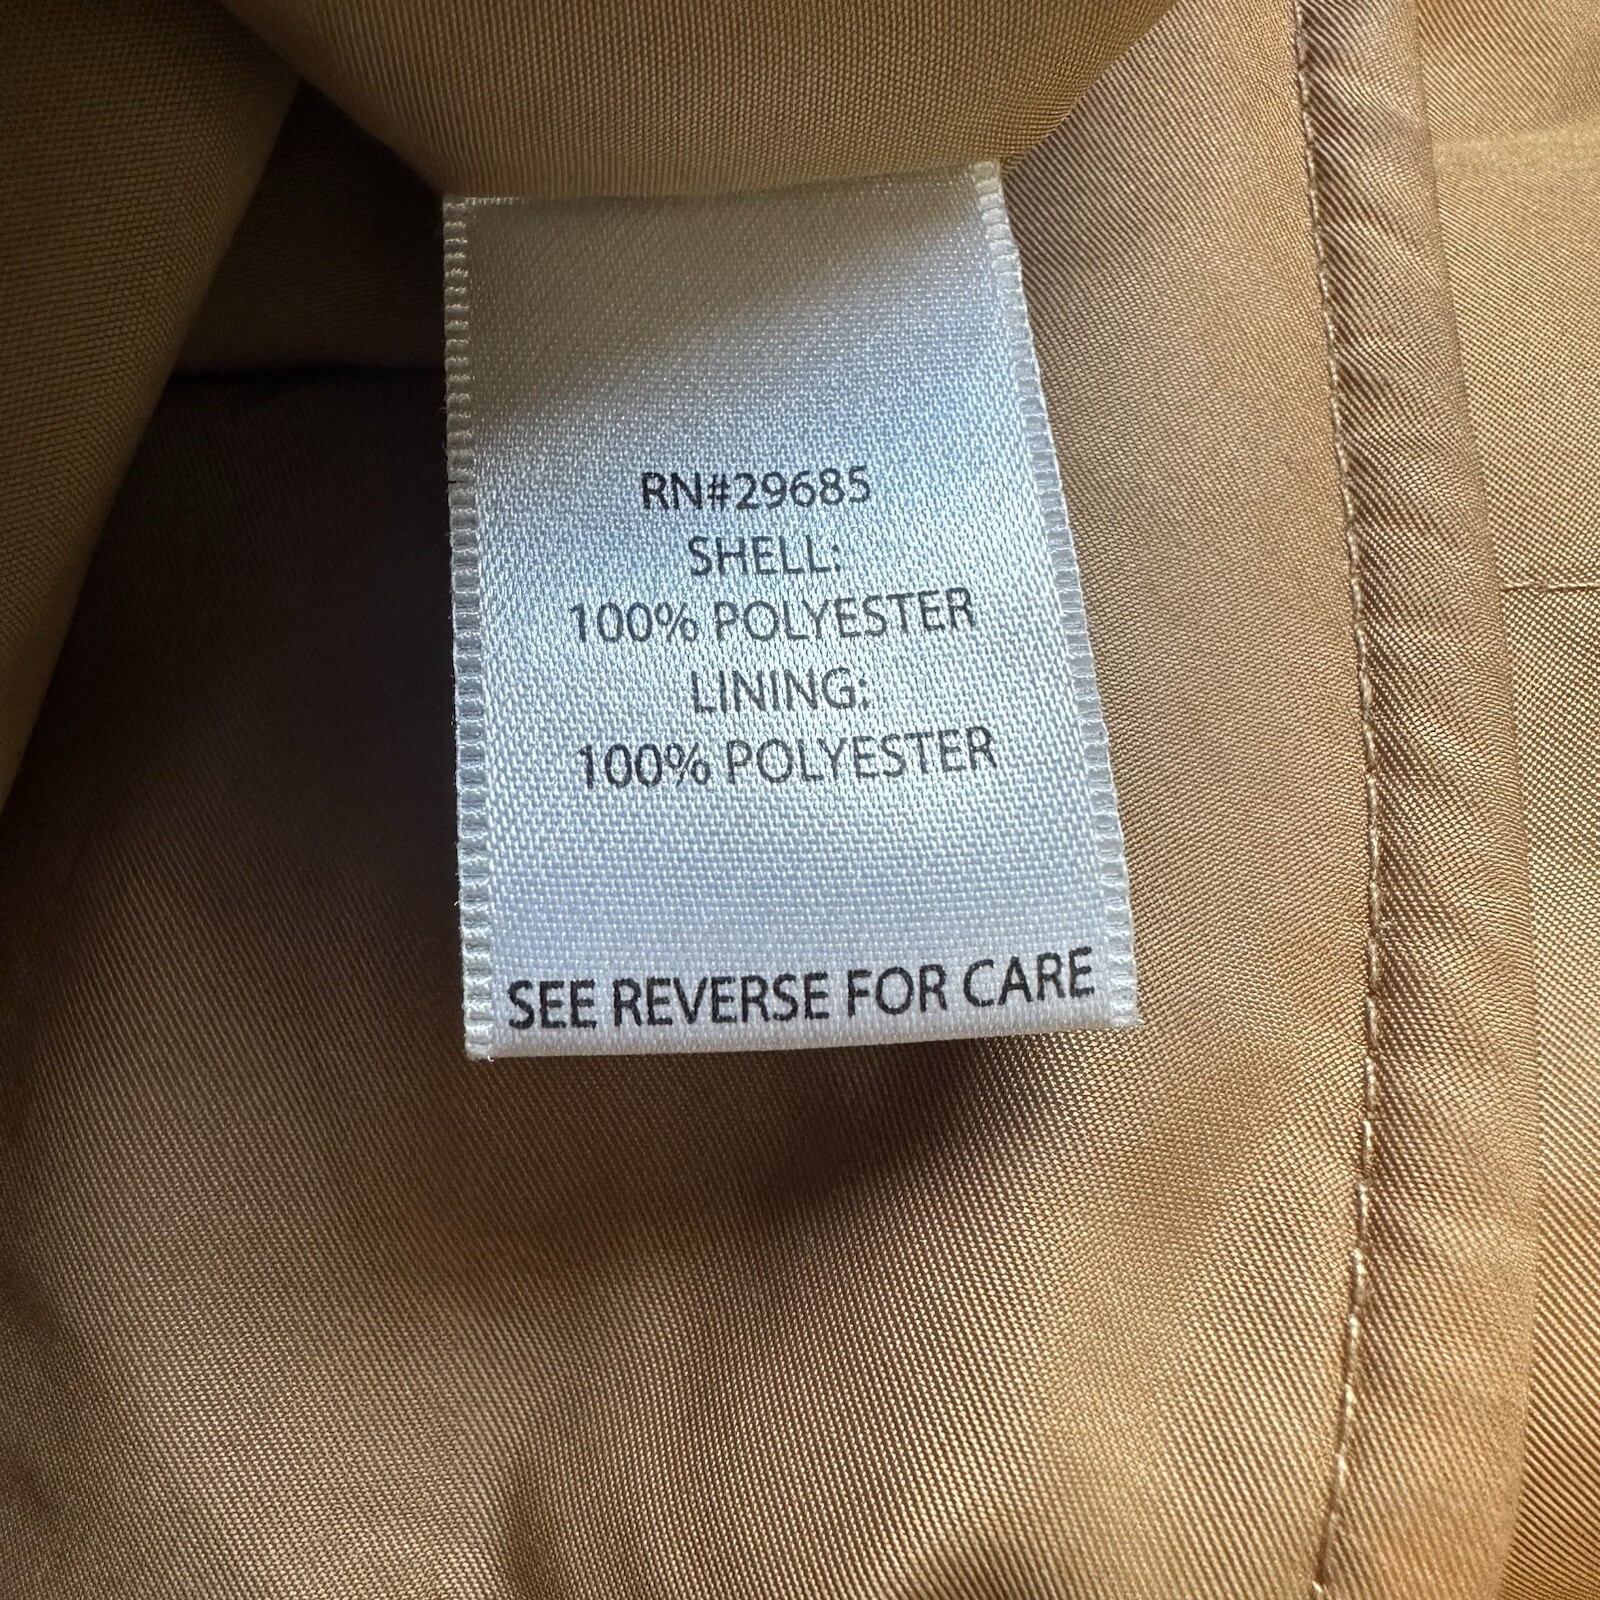 RN#29685
SHELL:
100% POLYESTER
LINING:
100% POLYESTER
SEE REVERSE FOR CARE